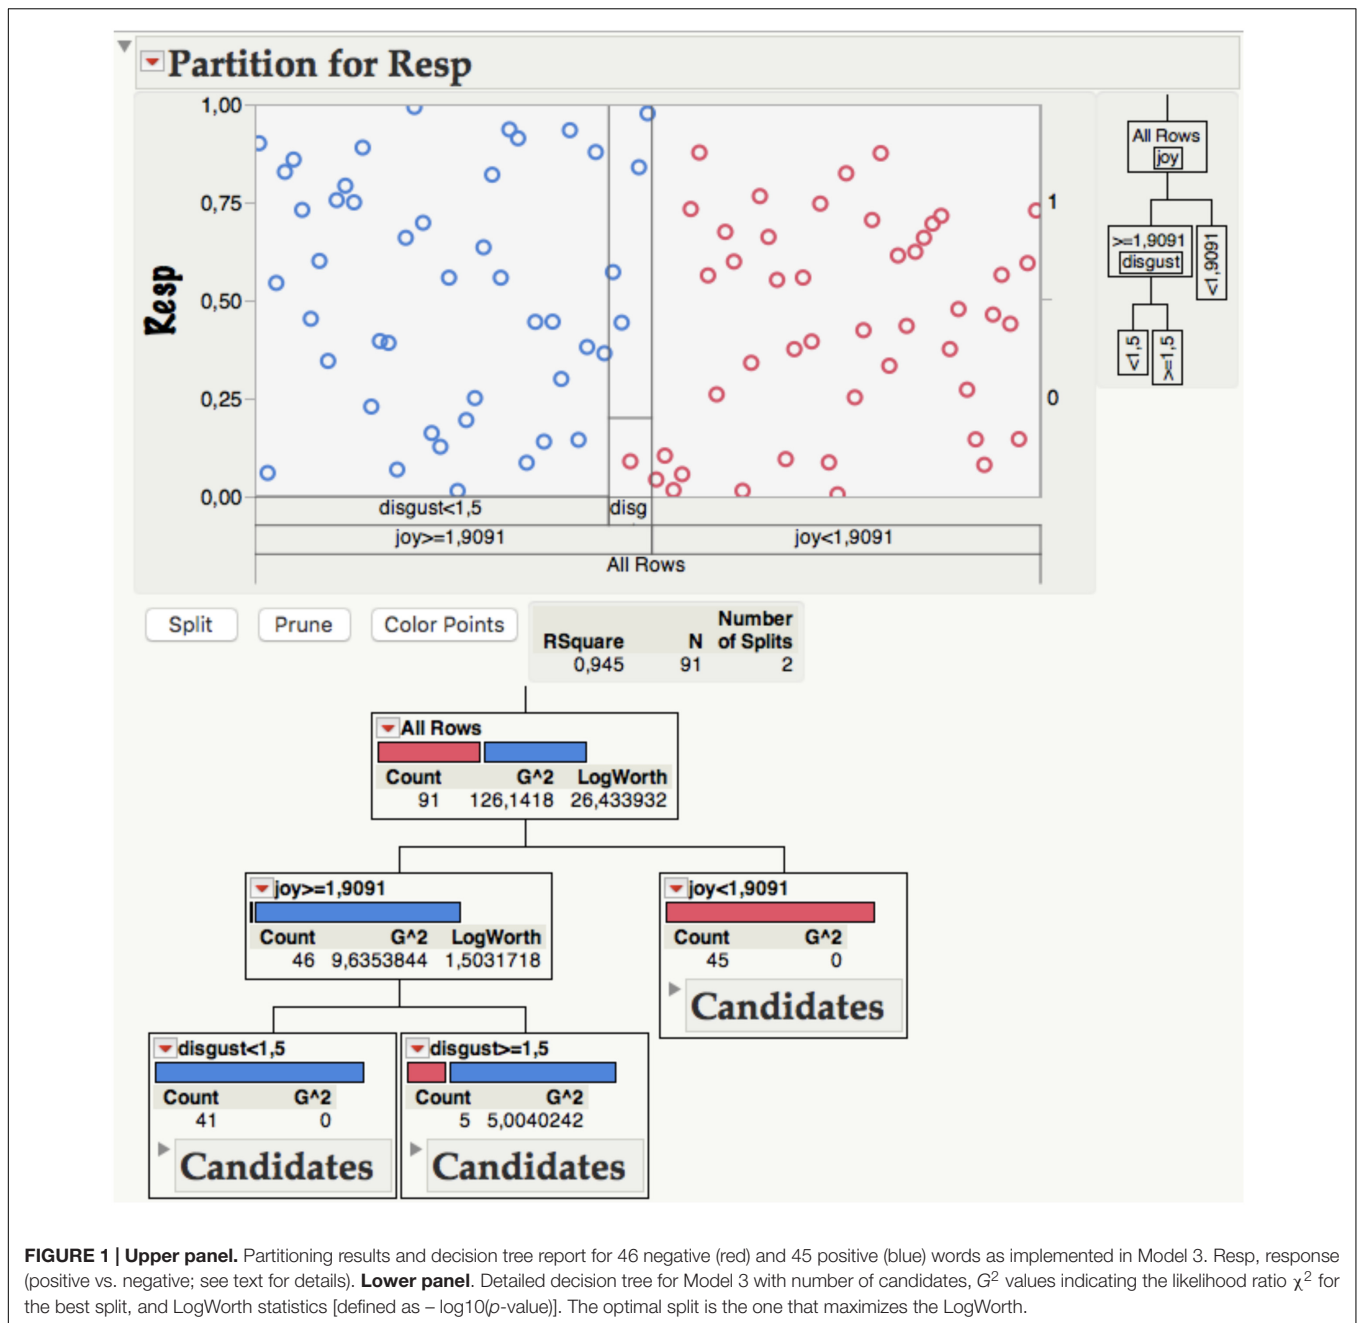 Partition for Resp
1,00
0,75
0,50
0,25
0,00
Resp
1
0
disgust<1,5
disg
joy>=1,9091
joy<1,9091
All Rows
All Rows
joy
>=1,9091
disgust
<1,9091
<1,5
>=1,5
Split
Prune
Color Points
Number
RSquare N of Splits
0,945 91 2
All Rows
Count G^2 LogWorth
91 126,1418 26,433932
joy>=1,9091
Count G^2 LogWorth
46 9,6353844 1,5031718
joy<1,9091
Count G^2
45 0
Candidates
disgust<1,5
Count G^2
41 0
Candidates
disgust>=1,5
Count G^2
5 5,0040242
Candidates
FIGURE 1 | Upper panel. Partitioning results and decision tree report for 46 negative (red) and 45 positive (blue) words as implemented in Model 3. Resp, response
(positive vs. negative; see text for details). Lower panel. Detailed decision tree for Model 3 with number of candidates, G² values indicating the likelihood ratio χ² for
the best split, and LogWorth statistics [defined as – log10(p-value)]. The optimal split is the one that maximizes the LogWorth.